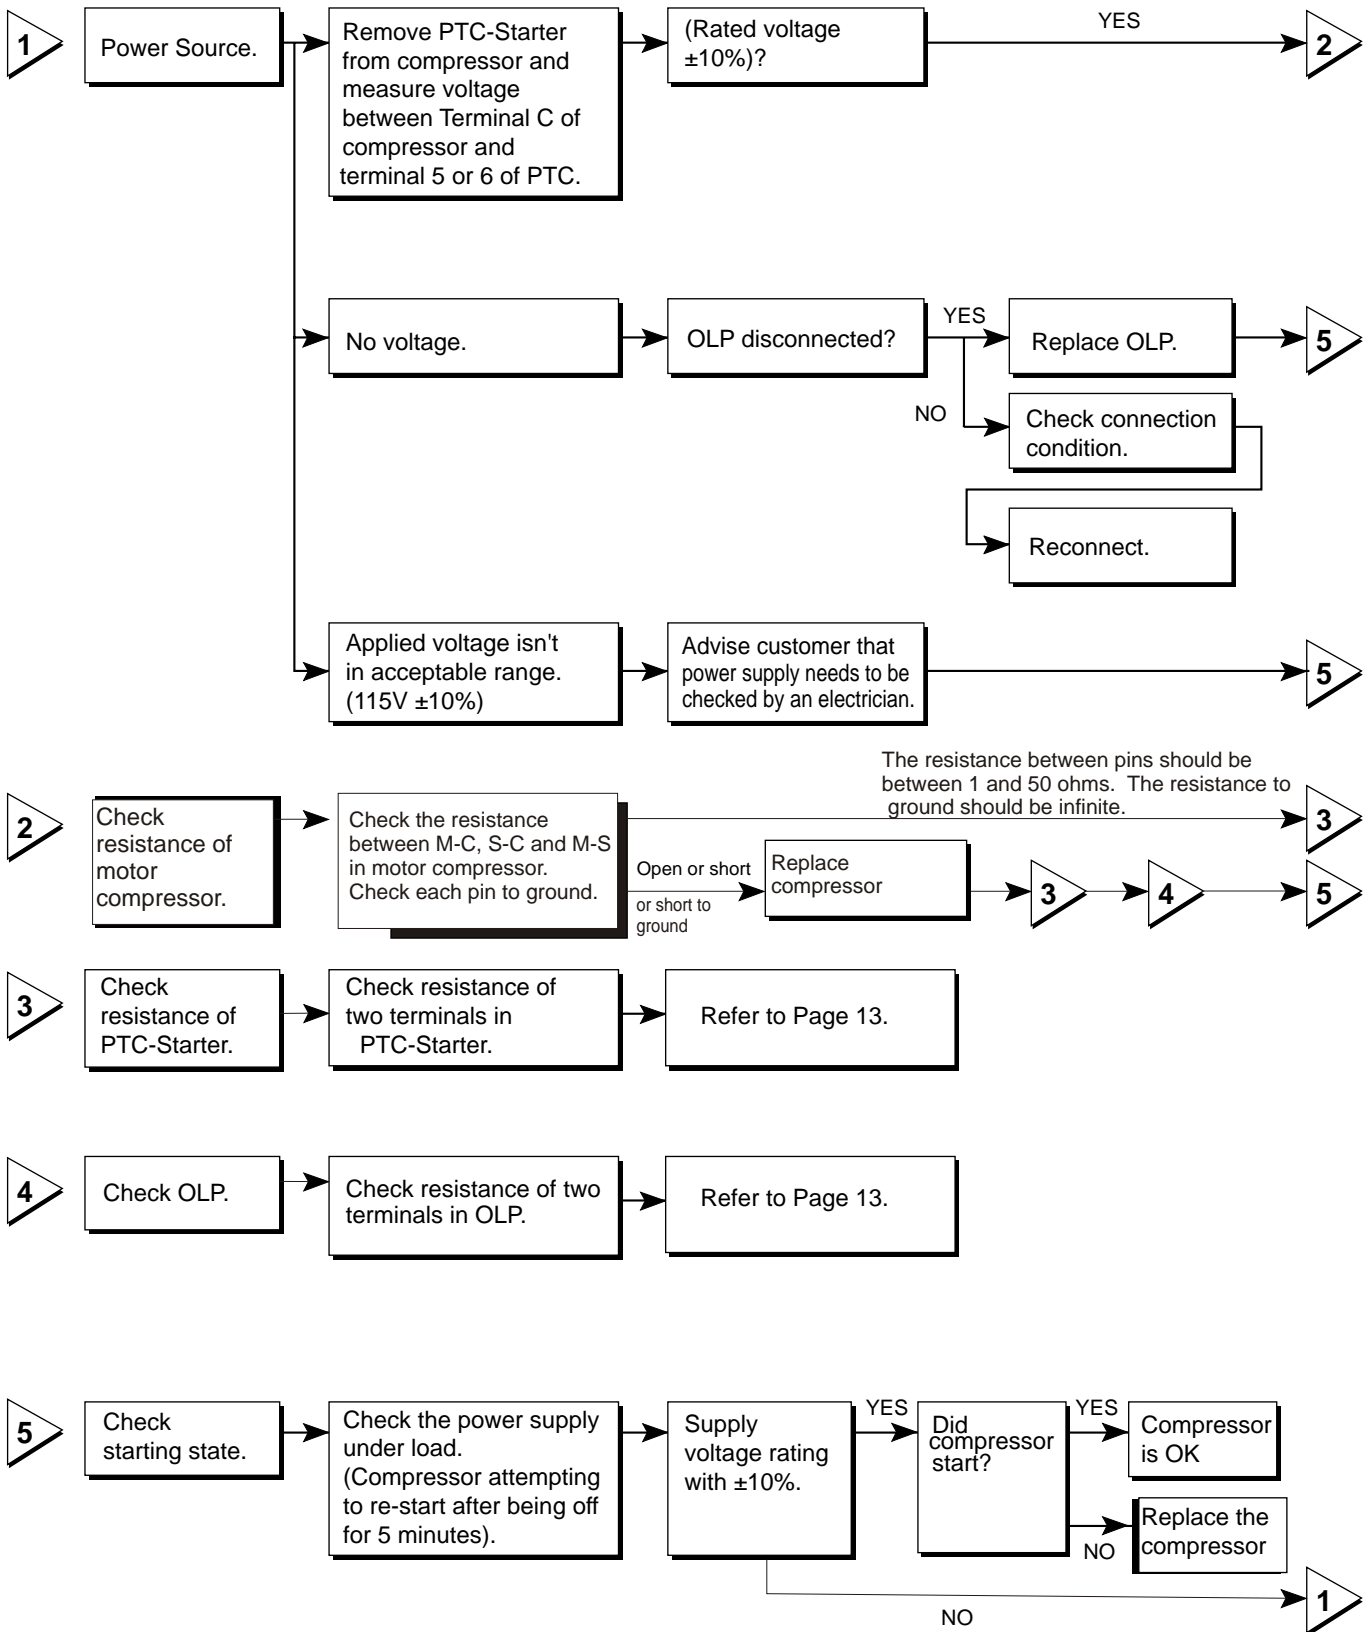 1
Power Source.
Remove PTC-Starter
from compressor and
measure voltage
between Terminal C of
compressor and
terminal 5 or 6 of PTC.
(Rated voltage
±10%)?
YES
2
No voltage.
OLP disconnected?
YES
Replace OLP.
5
NO
Check connection
condition.
Reconnect.
Applied voltage isn't
in acceptable range.
(115V ±10%)
Advise customer that
power supply needs to be
checked by an electrician.
5
2
Check
resistance of
motor
compressor.
Check the resistance
between M-C, S-C and M-S
in motor compressor.
Check each pin to ground.
The resistance between pins should be
between 1 and 50 ohms. The resistance to
ground should be infinite.
3
Open or short
or short to
ground
Replace
compressor
3
4
5
3
Check
resistance of
PTC-Starter.
Check resistance of
two terminals in
PTC-Starter.
Refer to Page 13.
4
Check OLP.
Check resistance of two
terminals in OLP.
Refer to Page 13.
5
Check
starting state.
Check the power supply
under load.
(Compressor attempting
to re-start after being off
for 5 minutes).
Supply
voltage rating
with ±10%.
YES
Did
compressor
start?
YES
Compressor
is OK
NO
Replace the
compressor
NO
1